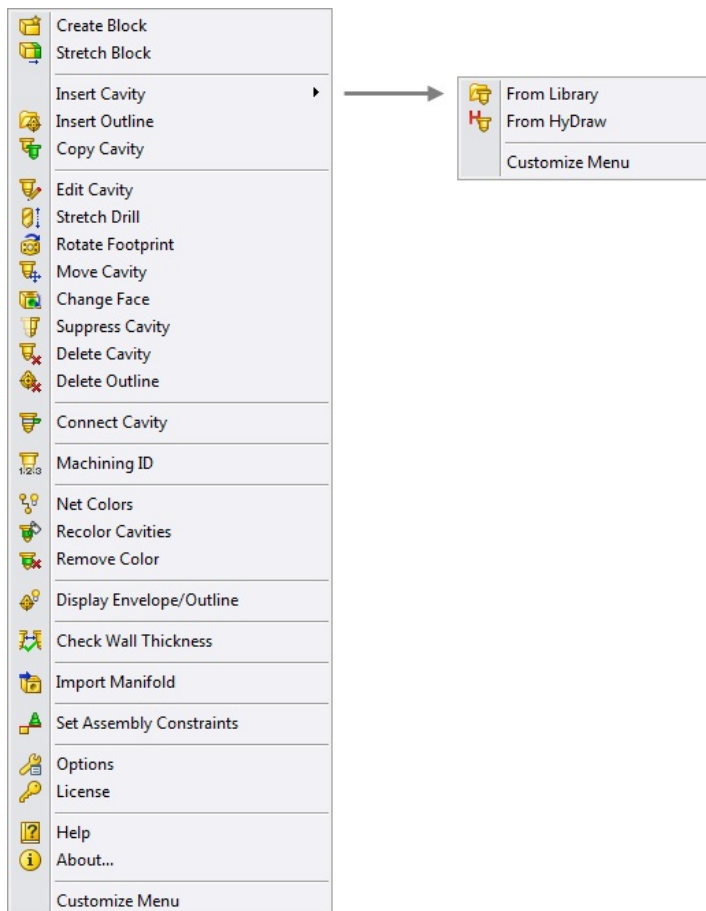 Create Block
Stretch Block
Insert Cavity
Insert Outline
Copy Cavity
Edit Cavity
Stretch Drill
Rotate Footprint
Move Cavity
Change Face
Suppress Cavity
Delete Cavity
Delete Outline
Connect Cavity
1:2:3 Machining ID
Net Colors
Recolor Cavities
Remove Color
Display Envelope/Outline
Check Wall Thickness
Import Manifold
Set Assembly Constraints
Options
License
? Help
i About...
Customize Menu
From Library
H From HyDraw
Customize Menu